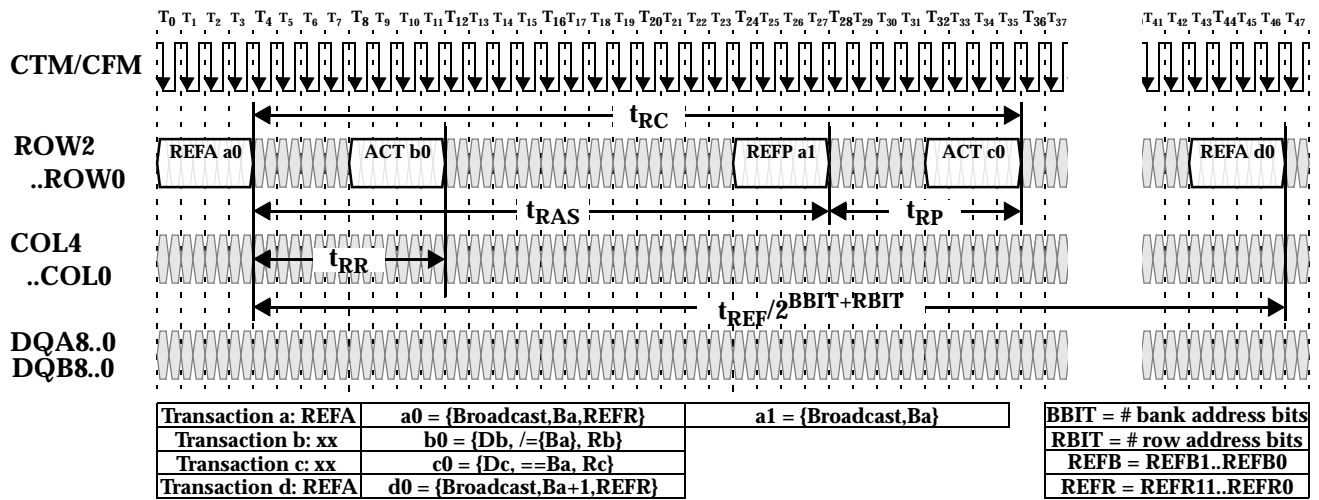 T0 T1 T2 T3 T4 T5 T6 T7 T8 T9 T10 T11 T12 T13 T14 T15 T16 T17 T18 T19 T20 T21 T22 T23 T24 T25 T26 T27 T28 T29 T30 T31 T32 T33 T34 T35 T36 T37 T41 T42 T43 T44 T45 T46 T47
CTM/CFM
tRC
ROW2
..ROW0
REFA a0 ACT b0 REFP a1 ACT c0 REFA d0
tRAS tRP
COL4
..COL0
tRR
tREF/2^BBIT+RBIT
DQA8..0
DQB8..0
Transaction a: REFA a0 = {Broadcast,Ba,REFR} a1 = {Broadcast,Ba}
Transaction b: xx b0 = {Db, /={Ba}, Rb}
Transaction c: xx c0 = {Dc, ==Ba, Rc}
Transaction d: REFA d0 = {Broadcast,Ba+1,REFR}
BBIT = # bank address bits
RBIT = # row address bits
REFB = REFB1..REFB0
REFR = REFR11..REFR0